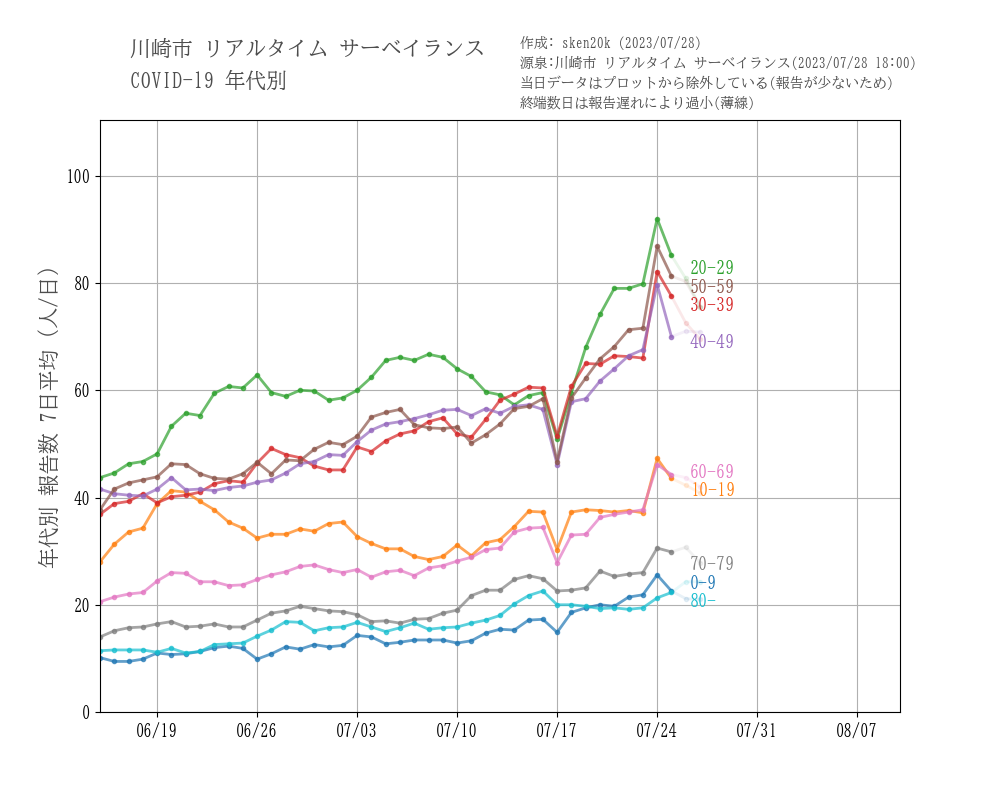 川崎市 リアルタイム サーベイランス
COVID-19 年代別
作成: sken20k (2023/07/28)
源泉:川崎市 リアルタイム サーベイランス(2023/07/28 18:00)
当日データはプロットから除外している(報告が少ないため)
終端数日は報告遅れにより過小(薄線)
年代別 報告数 7日平均 (人/日)
100
80
60
40
20
0
20-29
50-59
30-39
40-49
60-69
10-19
70-79
0-9
80-
06/19 06/26 07/03 07/10 07/17 07/24 07/31 08/07